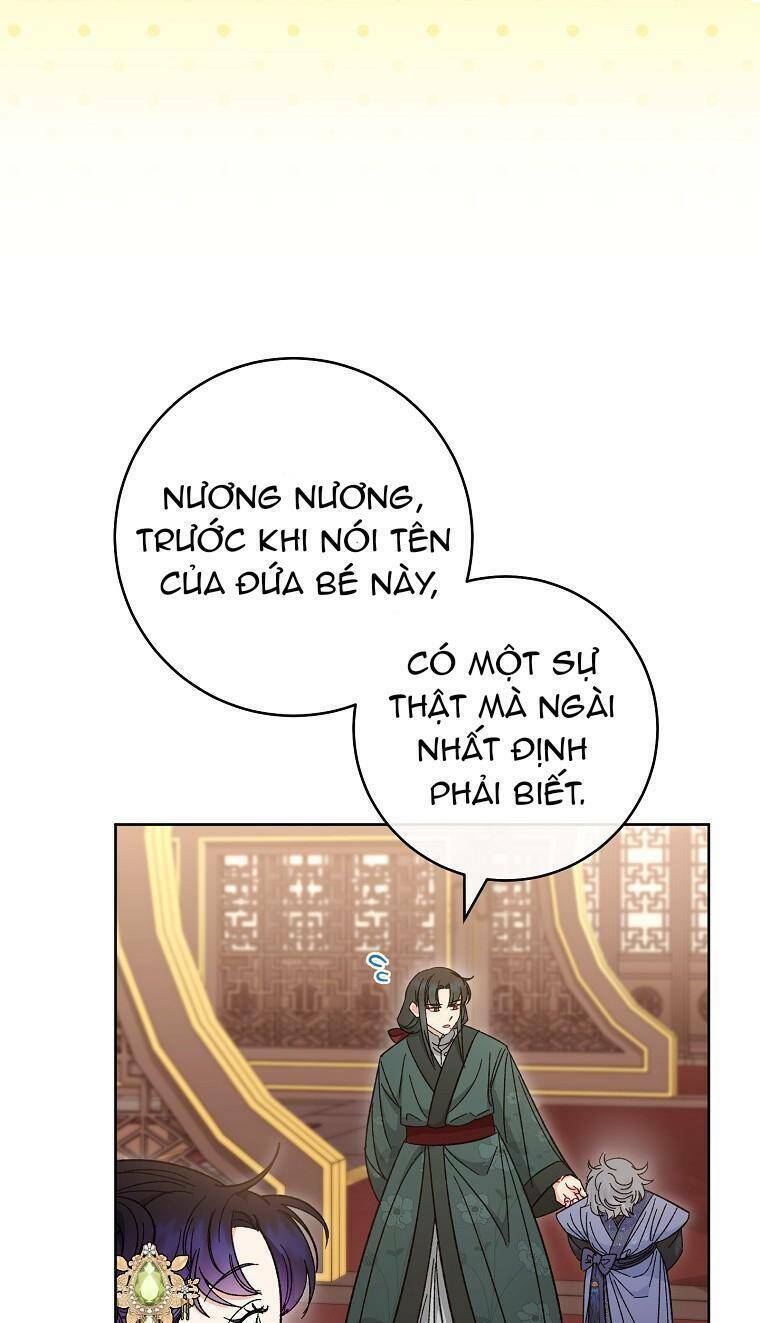 NƯƠNG NƯƠNG,
TRƯỚC KHI NÓI TÊN
CỦA ĐỨA BÉ NÀY,
CÓ MỘT SỰ
THẬT MÀ NGÀI
NHẤT ĐỊNH
PHẢI BIẾT.